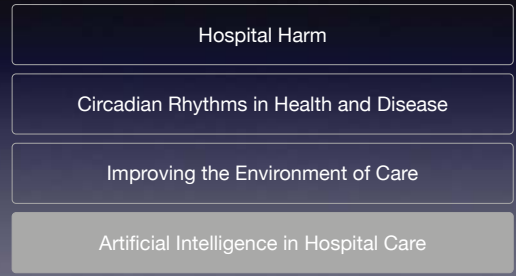 Hospital Harm
Circadian Rhythms in Health and Disease
Improving the Environment of Care
Artificial Intelligence in Hospital Care